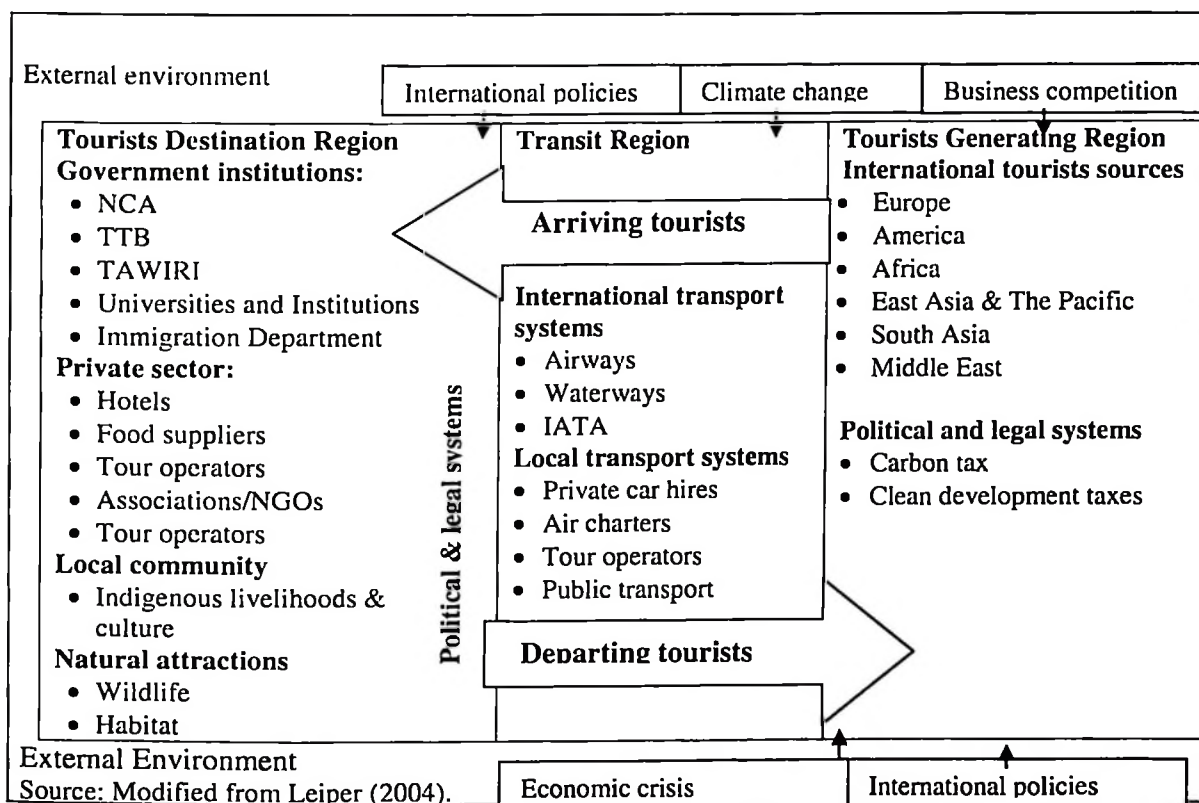 External environment
International policies
Climate change
Business competition
Tourists Destination Region
Government institutions:
• NCA
• TTB
• TAWIRI
• Universities and Institutions
• Immigration Department
Private sector:
• Hotels
• Food suppliers
• Tour operators
• Associations/NGOs
• Tour operators
Local community
• Indigenous livelihoods &
culture
Natural attractions
• Wildlife
• Habitat
Political & legal systems
Transit Region
Arriving tourists
International transport
systems
• Airways
• Waterways
• IATA
Local transport systems
• Private car hires
• Air charters
• Tour operators
• Public transport
Departing tourists
Tourists Generating Region
International tourists sources
• Europe
• America
• Africa
• East Asia & The Pacific
• South Asia
• Middle East
Political and legal systems
• Carbon tax
• Clean development taxes
External Environment
Source: Modified from Leiper (2004).
Economic crisis
International policies